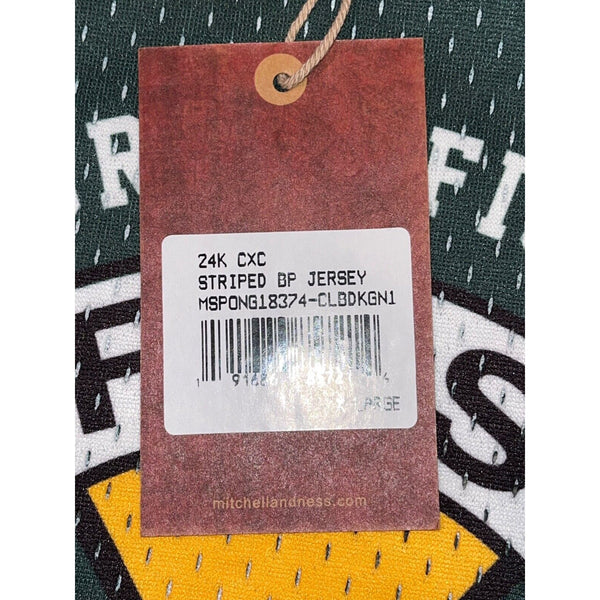 24K CXC
STRIPED BP JERSEY
MSPONG18374-CLBDKGN1
LARGE
mitchellandness.com